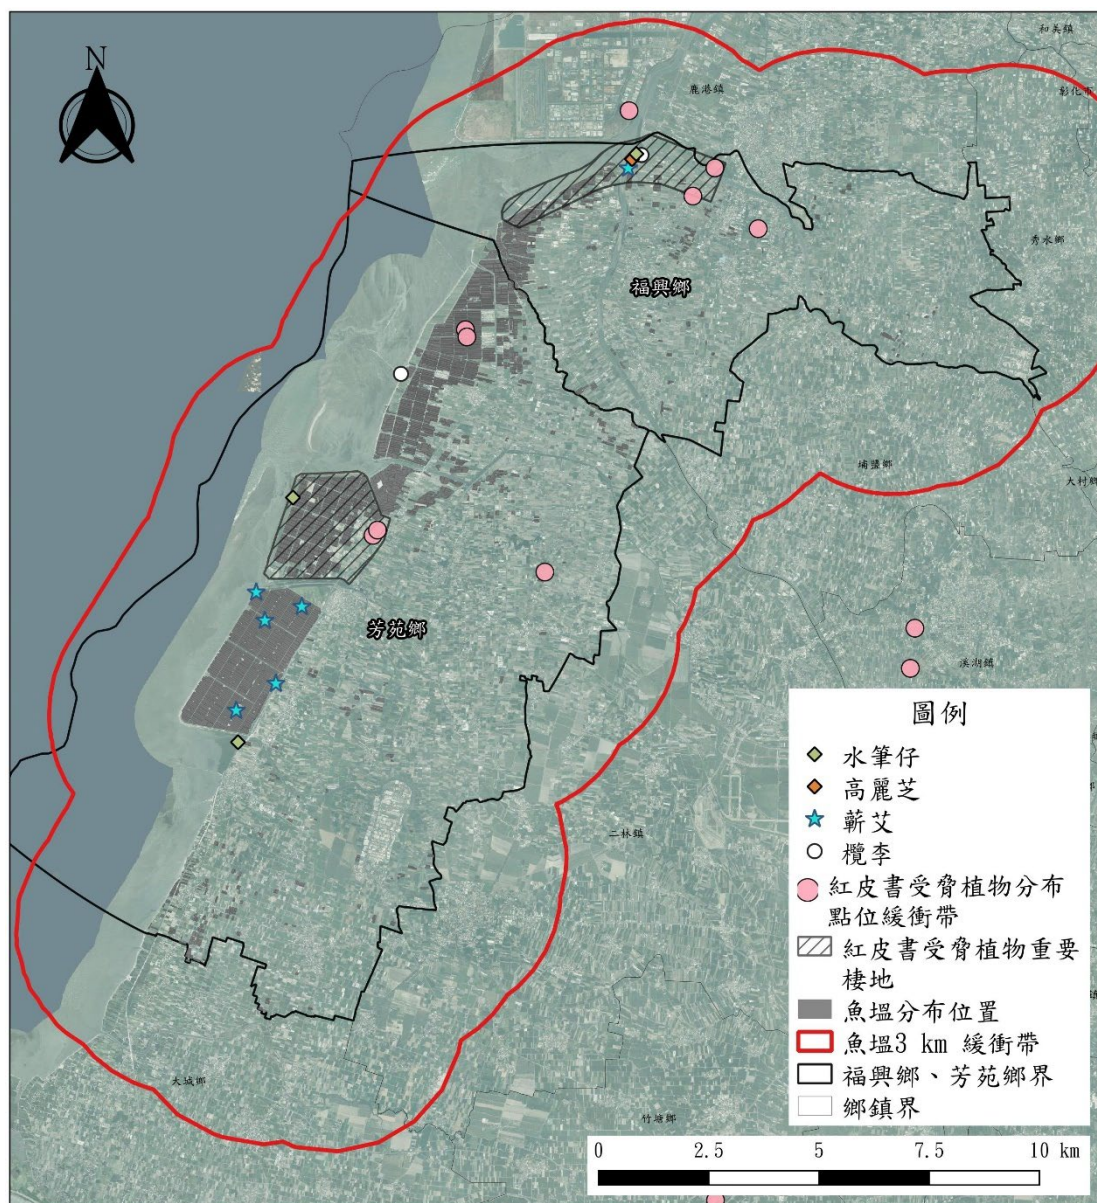 N
和美鎮
鹿港鎮
彰化市
秀水鄉
福興鄉
埔鹽鄉
大村鄉
芳苑鄉
溪湖鎮
二林鎮
大城鄉
竹塘鄉
圖例
水筆仔
高麗芝
蘄艾
欖李
紅皮書受脅植物分布
點位緩衝帶
紅皮書受脅植物重要
棲地
魚塭分布位置
魚塭3 km 緩衝帶
福興鄉、芳苑鄉界
鄉鎮界
0 2.5 5 7.5 10 km